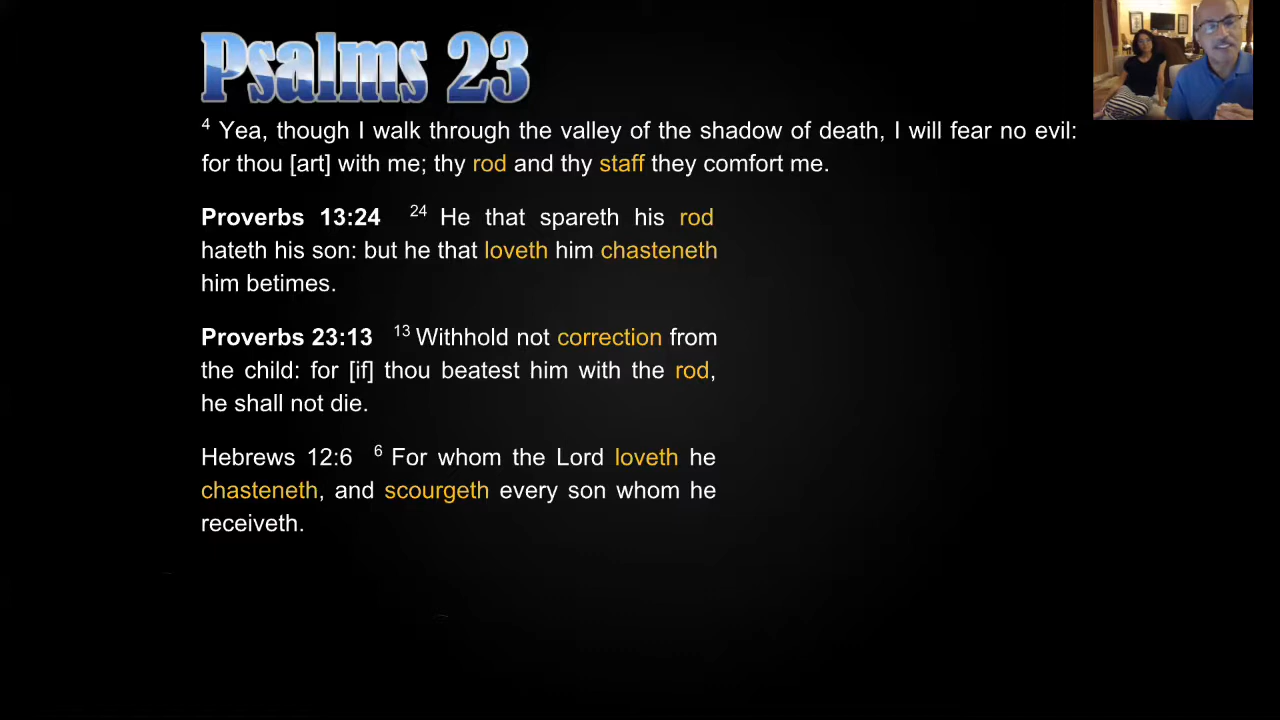 Psalms 23
4 Yea, though I walk through the valley of the shadow of death, I will fear no evil:
for thou [art] with me; thy rod and thy staff they comfort me.
Proverbs 13:24 24 He that spareth his rod
hateth his son: but he that loveth him chasteneth
him betimes.
Proverbs 23:13 13 Withhold not correction from
the child: for [if] thou beatest him with the rod,
he shall not die.
Hebrews 12:6 6 For whom the Lord loveth he
chasteneth, and scourgeth every son whom he
receiveth.